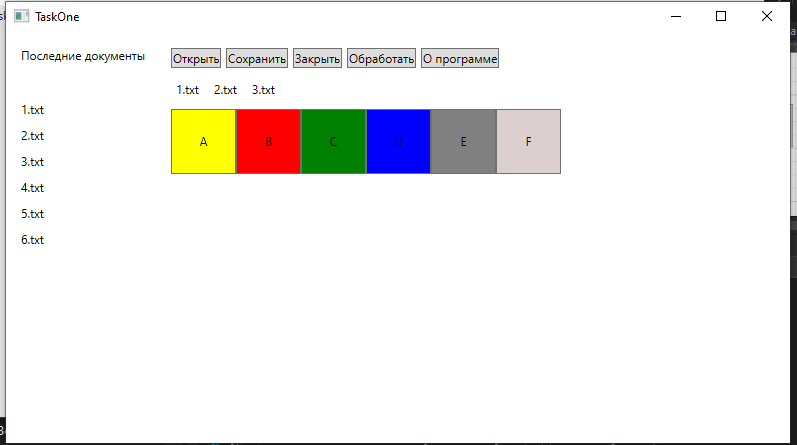 TaskOne
Последние документы
Открыть Сохранить Закрыть Обработать О программе
1.txt 2.txt 3.txt
A B C D E F
1.txt
2.txt
3.txt
4.txt
5.txt
6.txt